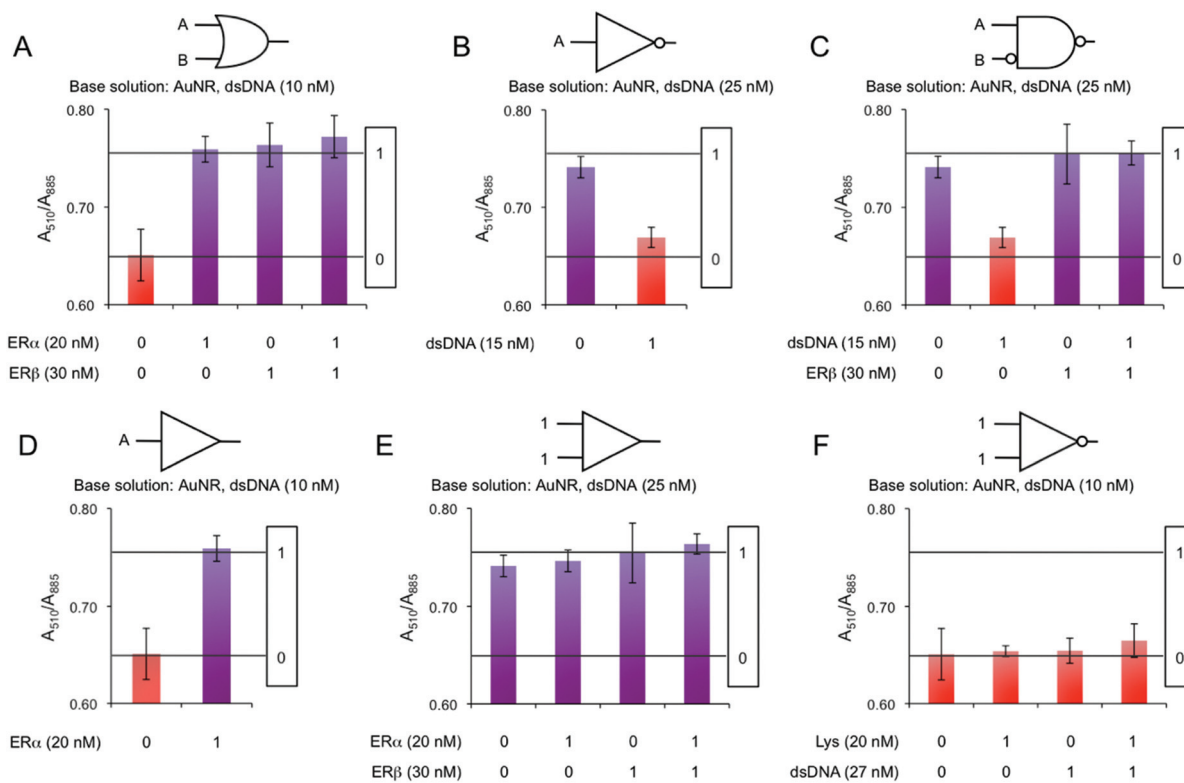 A
A
B
Base solution: AuNR, dsDNA (10 nM)
A510/A885
0.80
0.70
0.60
1
0
ERα (20 nM) 0 1 0 1
ERβ (30 nM) 0 0 1 1
B
A
Base solution: AuNR, dsDNA (25 nM)
A510/A885
0.80
0.70
0.60
1
0
dsDNA (15 nM) 0 1
C
A
B
Base solution: AuNR, dsDNA (25 nM)
A510/A885
0.80
0.70
0.60
1
0
dsDNA (15 nM) 0 1 0 1
ERβ (30 nM) 0 0 1 1
D
A
Base solution: AuNR, dsDNA (10 nM)
A510/A885
0.80
0.70
0.60
1
0
ERα (20 nM) 0 1
E
1
1
Base solution: AuNR, dsDNA (25 nM)
A510/A885
0.80
0.70
0.60
1
0
ERα (20 nM) 0 1 0 1
ERβ (30 nM) 0 0 1 1
F
1
1
Base solution: AuNR, dsDNA (10 nM)
A510/A885
0.80
0.70
0.60
1
0
Lys (20 nM) 0 1 0 1
dsDNA (27 nM) 0 0 1 1